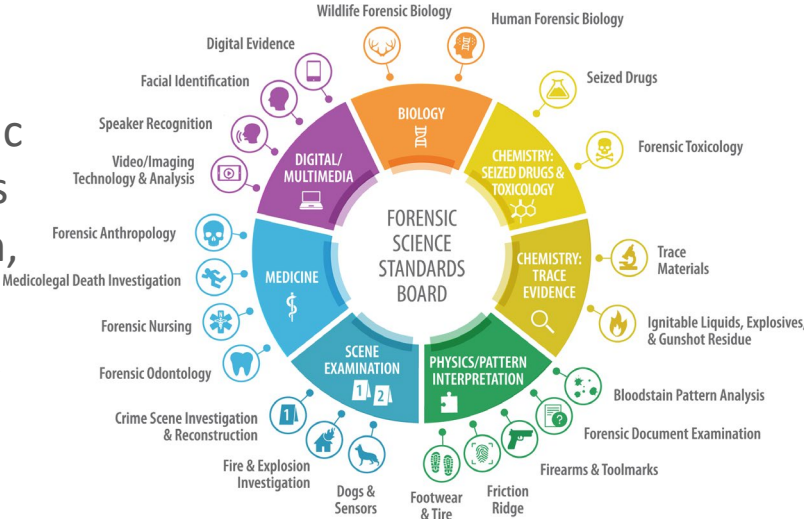 Wildlife Forensic Biology
Human Forensic Biology
Digital Evidence
Facial Identification
Speaker Recognition
Video/Imaging
Technology & Analysis
Forensic Anthropology
Medicolegal Death Investigation
Forensic Nursing
Forensic Odontology
Crime Scene Investigation
& Reconstruction
Fire & Explosion
Investigation
Dogs &
Sensors
Footwear
& Tire
Friction
Ridge
Firearms & Toolmarks
Forensic Document Examination
Bloodstain Pattern Analysis
Ignitable Liquids, Explosives,
& Gunshot Residue
Trace
Materials
Forensic Toxicology
Seized Drugs
BIOLOGY
CHEMISTRY:
SEIZED DRUGS &
TOXICOLOGY
CHEMISTRY:
TRACE
EVIDENCE
PHYSICS/PATTERN
INTERPRETATION
SCENE
EXAMINATION
1 2
1
MEDICINE
DIGITAL/
MULTIMEDIA
FORENSIC
SCIENCE
STANDARDS
BOARD
?
c
s
,